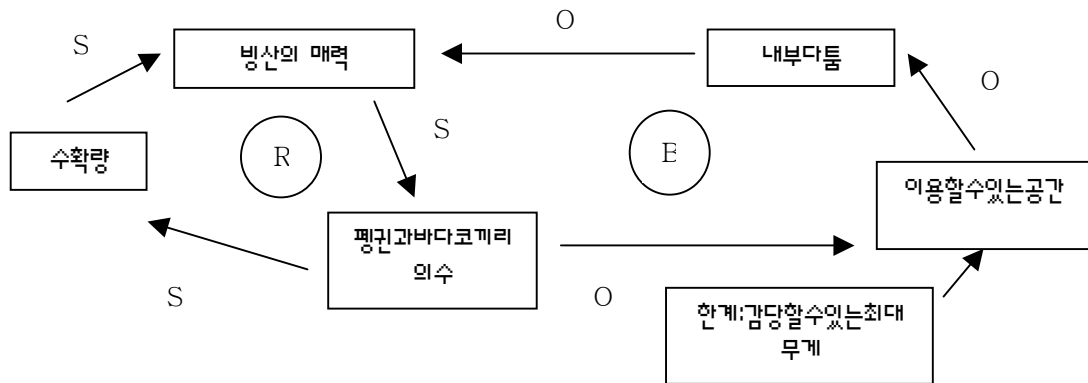 S
빙산의 매력
O
내부다툼
O
수확량
R
S
B
이용할수있는공간
펭귄과바다코끼리
의수
S
O
한계:감당할수있는최대
무게